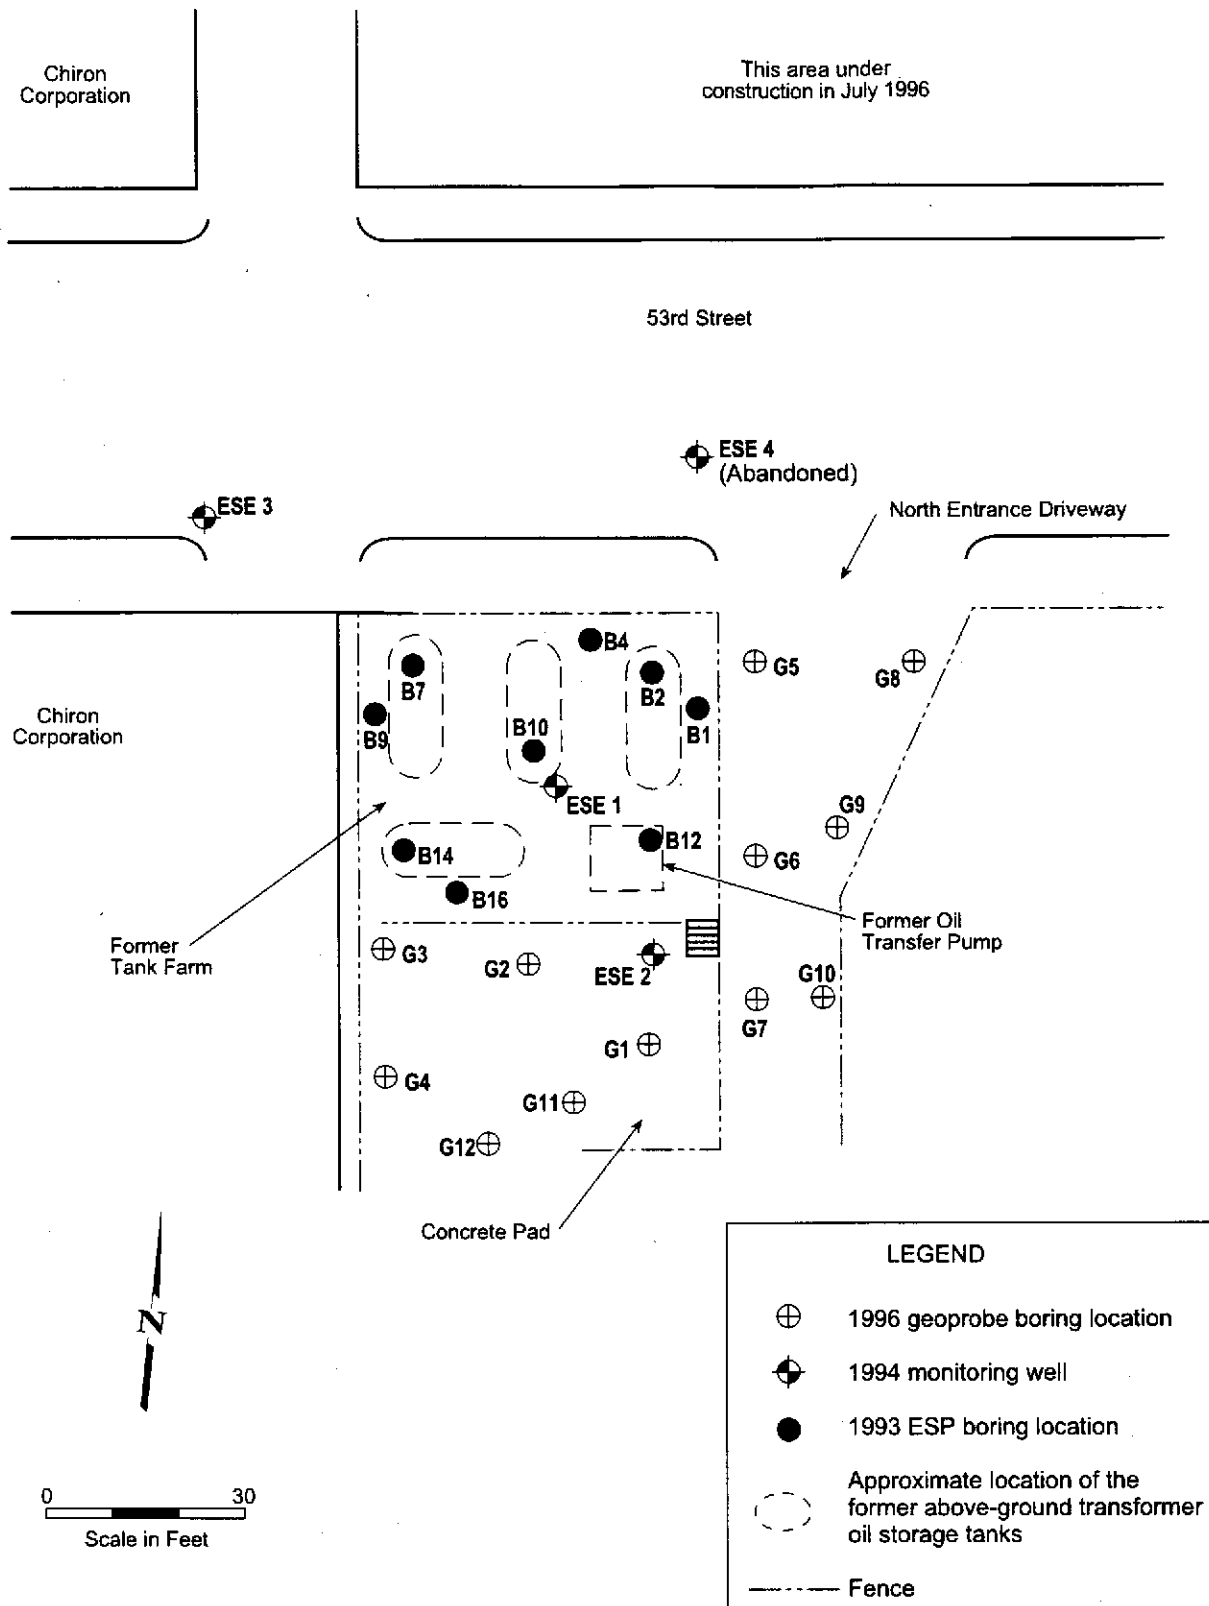 Chiron
Corporation
This area under
construction in July 1996
53rd Street
ESE 4
(Abandoned)
ESE 3
North Entrance Driveway
B4
G5
G8
B7
B2
B9
B10
B1
Chiron
Corporation
ESE 1
G9
B14
B12
G6
B16
Former
Tank Farm
Former Oil
Transfer Pump
G3
G2
ESE 2
G10
G7
G1
G4
G11
G12
Concrete Pad
N
0 30
Scale in Feet
LEGEND
1996 geoprobe boring location
1994 monitoring well
1993 ESP boring location
Approximate location of the
former above-ground transformer
oil storage tanks
Fence